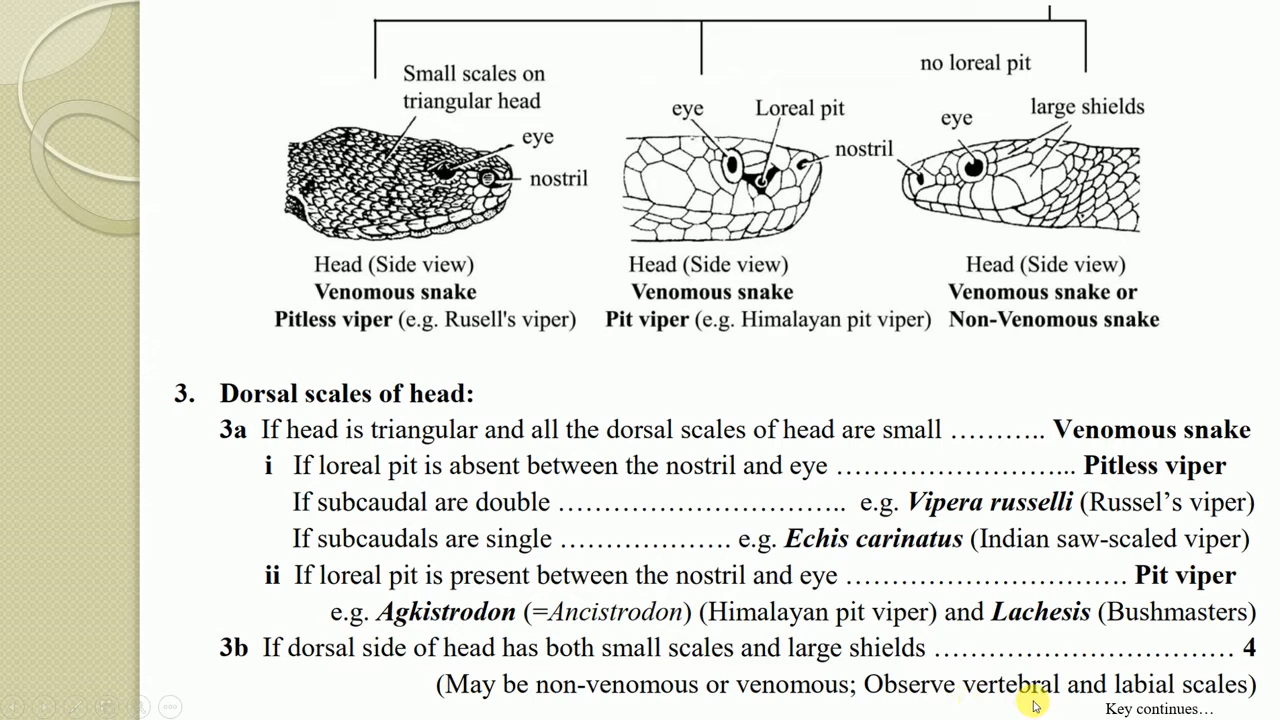 Small scales on
triangular head
eye
nostril
Head (Side view)
Venomous snake
Pitless viper (e.g. Rusell's viper)
eye
Loreal pit
nostril
Head (Side view)
Venomous snake
Pit viper (e.g. Himalayan pit viper)
no loreal pit
eye
large shields
Head (Side view)
Venomous snake or
Non-Venomous snake
3. Dorsal scales of head:
3a If head is triangular and all the dorsal scales of head are small ……….. Venomous snake
i If loreal pit is absent between the nostril and eye ……………………... Pitless viper
If subcaudal are double ………………………….. e.g. Vipera russelli (Russel’s viper)
If subcaudals are single ………………. e.g. Echis carinatus (Indian saw-scaled viper)
ii If loreal pit is present between the nostril and eye …………………………. Pit viper
e.g. Agkistrodon (=Ancistrodon) (Himalayan pit viper) and Lachesis (Bushmasters)
3b If dorsal side of head has both small scales and large shields …………………………… 4
(May be non-venomous or venomous; Observe vertebral and labial scales)
Key continues…